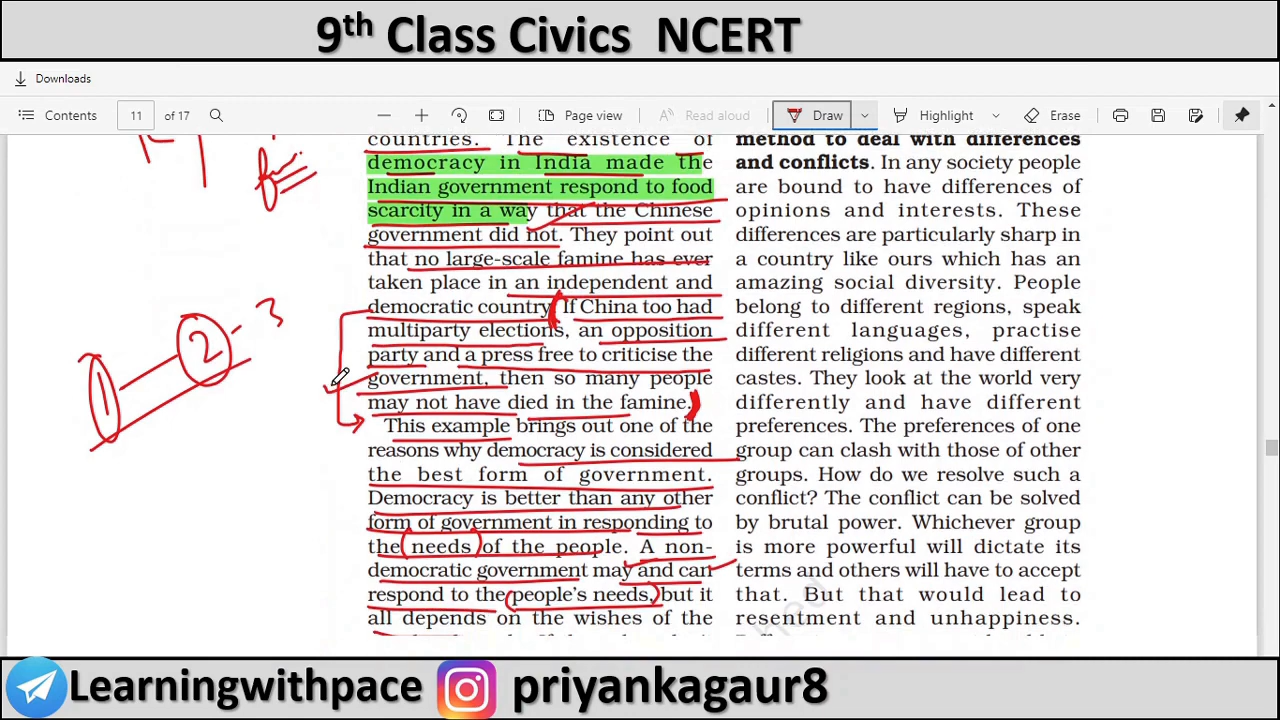 9th Class Civics NCERT
Downloads
Contents 11 of 17 Page view Read aloud Draw Highlight Erase
countries. The existence of
democracy in India made the
Indian government respond to food
scarcity in a way that the Chinese
government did not. They point out
that no large-scale famine has ever
taken place in an independent and
democratic country. If China too had
multiparty elections, an opposition
party and a press free to criticise the
government, then so many people
may not have died in the famine.
This example brings out one of the
reasons why democracy is considered
the best form of government.
Democracy is better than any other
form of government in responding to
the needs of the people. A non-
democratic government may and can
respond to the people's needs, but it
all depends on the wishes of the
method to deal with differences
and conflicts. In any society people
are bound to have differences of
opinions and interests. These
differences are particularly sharp in
a country like ours which has an
amazing social diversity. People
belong to different regions, speak
different languages, practise
different religions and have different
castes. They look at the world very
differently and have different
preferences. The preferences of one
group can clash with those of other
groups. How do we resolve such a
conflict? The conflict can be solved
by brutal power. Whichever group
is more powerful will dictate its
terms and others will have to accept
that. But that would lead to
resentment and unhappiness.
1 2 - 3
Learningwithpace priyankagaur8